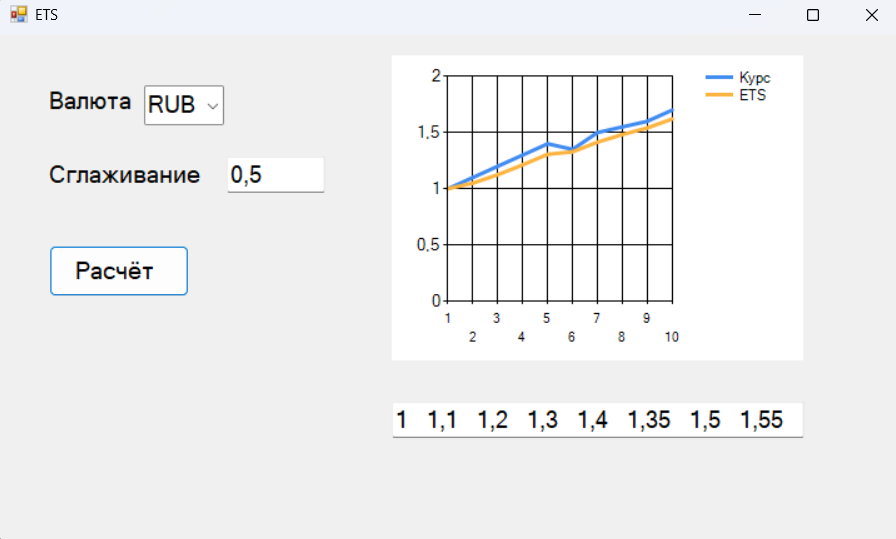 ETS
Валюта RUB
Сглаживание 0,5
Расчёт
Курс
ETS
2
1,5
1
0,5
0
1 3 5 7 9
2 4 6 8 10
1 1,1 1,2 1,3 1,4 1,35 1,5 1,55